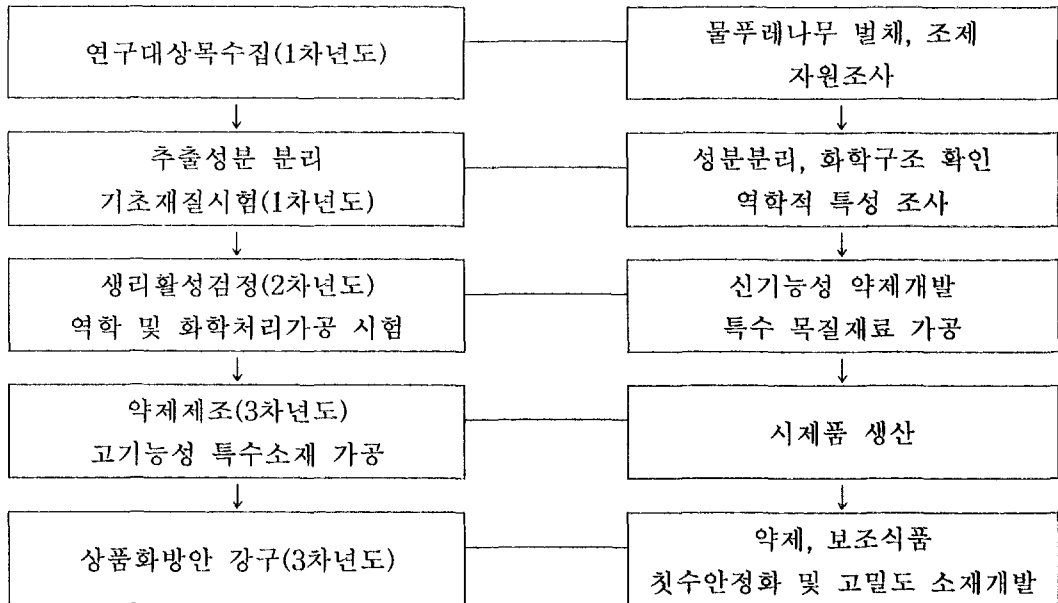 연구대상목수집(1차년도)
물푸레나무 벌채, 조제
자원조사
추출성분 분리
기초재질시험(1차년도)
성분분리, 화학구조 확인
역학적 특성 조사
생리활성검정(2차년도)
역학 및 화학처리가공 시험
신기능성 약제개발
특수 목질재료 가공
약제제조(3차년도)
고기능성 특수소재 가공
시제품 생산
상품화방안 강구(3차년도)
약제, 보조식품
칫수안정화 및 고밀도 소재개발